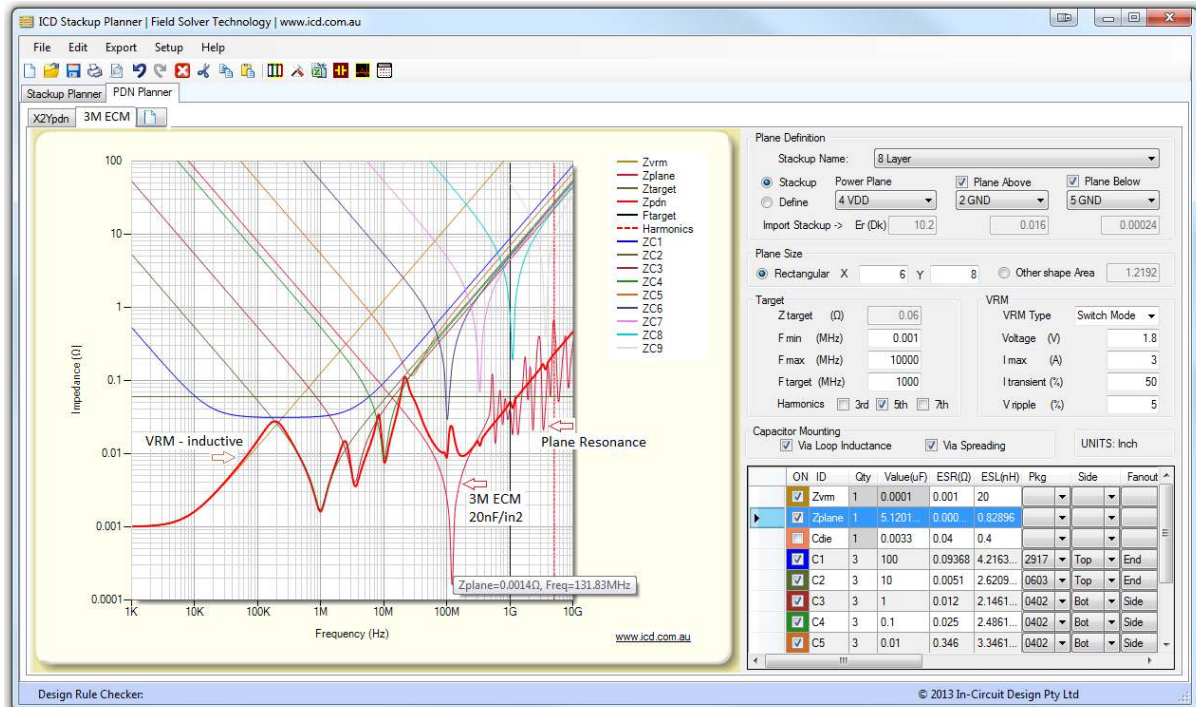 ICD Stackup Planner | Field Solver Technology | www.icd.com.au
File Edit Export Setup Help
Stackup Planner PDN Planner
X2Ypdn 3M ECM
100
10
1
0.1
0.01
0.001
0.0001
Impedance (Ω)
1K 10K 100K 1M 10M 100M 1G 10G
Frequency (Hz)
VRM - inductive
3M ECM
20nF/in2
Plane Resonance
Zplane=0.0014Ω, Freq=131.83MHz
www.icd.com.au
Zvrm
Zplane
Ztarget
Zpdn
Ftarget
Harmonics
ZC1
ZC2
ZC3
ZC4
ZC5
ZC6
ZC7
ZC8
ZC9
Plane Definition
Stackup Name: 8 Layer
Stackup Power Plane Plane Above Plane Below
Define 4 VDD 2 GND 5 GND
Import Stackup -> Er (Dk) 10.2 0.016 0.00024
Plane Size
Rectangular X 6 Y 8 Other shape Area 1.2192
Target
Z target (Ω) 0.06
F min (MHz) 0.001
F max (MHz) 10000
F target (MHz) 1000
Harmonics 3rd 5th 7th
VRM
VRM Type Switch Mode
Voltage (V) 1.8
I max (A) 3
I transient (%) 50
V ripple (%) 5
Capacitor Mounting
Via Loop Inductance Via Spreading UNITS: Inch
ON ID Qty Value(uF) ESR(Ω) ESL(nH) Pkg Side Fanout
Zvrm 1 0.0001 0.001 20
Zplane 1 5.1201... 0.000... 0.82896
Cdie 1 0.0033 0.04 0.4
C1 3 100 0.09368 4.2163... 2917 Top End
C2 3 10 0.0051 2.6209... 0603 Top End
C3 3 1 0.012 2.1461... 0402 Bot Side
C4 3 0.1 0.025 2.4861... 0402 Bot Side
C5 3 0.01 0.346 3.3461... 0402 Bot Side
Design Rule Checker:
© 2013 In-Circuit Design Pty Ltd